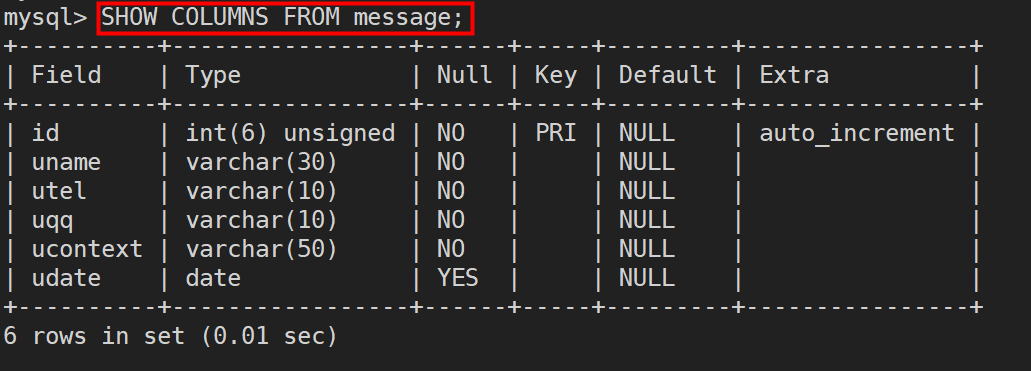 mysql> SHOW COLUMNS FROM message;
+----------+-----------------+------+-----+---------+----------------+
| Field    | Type            | Null | Key | Default | Extra          |
+----------+-----------------+------+-----+---------+----------------+
| id       | int(6) unsigned | NO   | PRI | NULL    | auto_increment |
| uname    | varchar(30)     | NO   |     | NULL    |                |
| utel     | varchar(10)     | NO   |     | NULL    |                |
| uqq      | varchar(10)     | NO   |     | NULL    |                |
| ucontext | varchar(50)     | NO   |     | NULL    |                |
| udate    | date            | YES  |     | NULL    |                |
+----------+-----------------+------+-----+---------+----------------+
6 rows in set (0.01 sec)